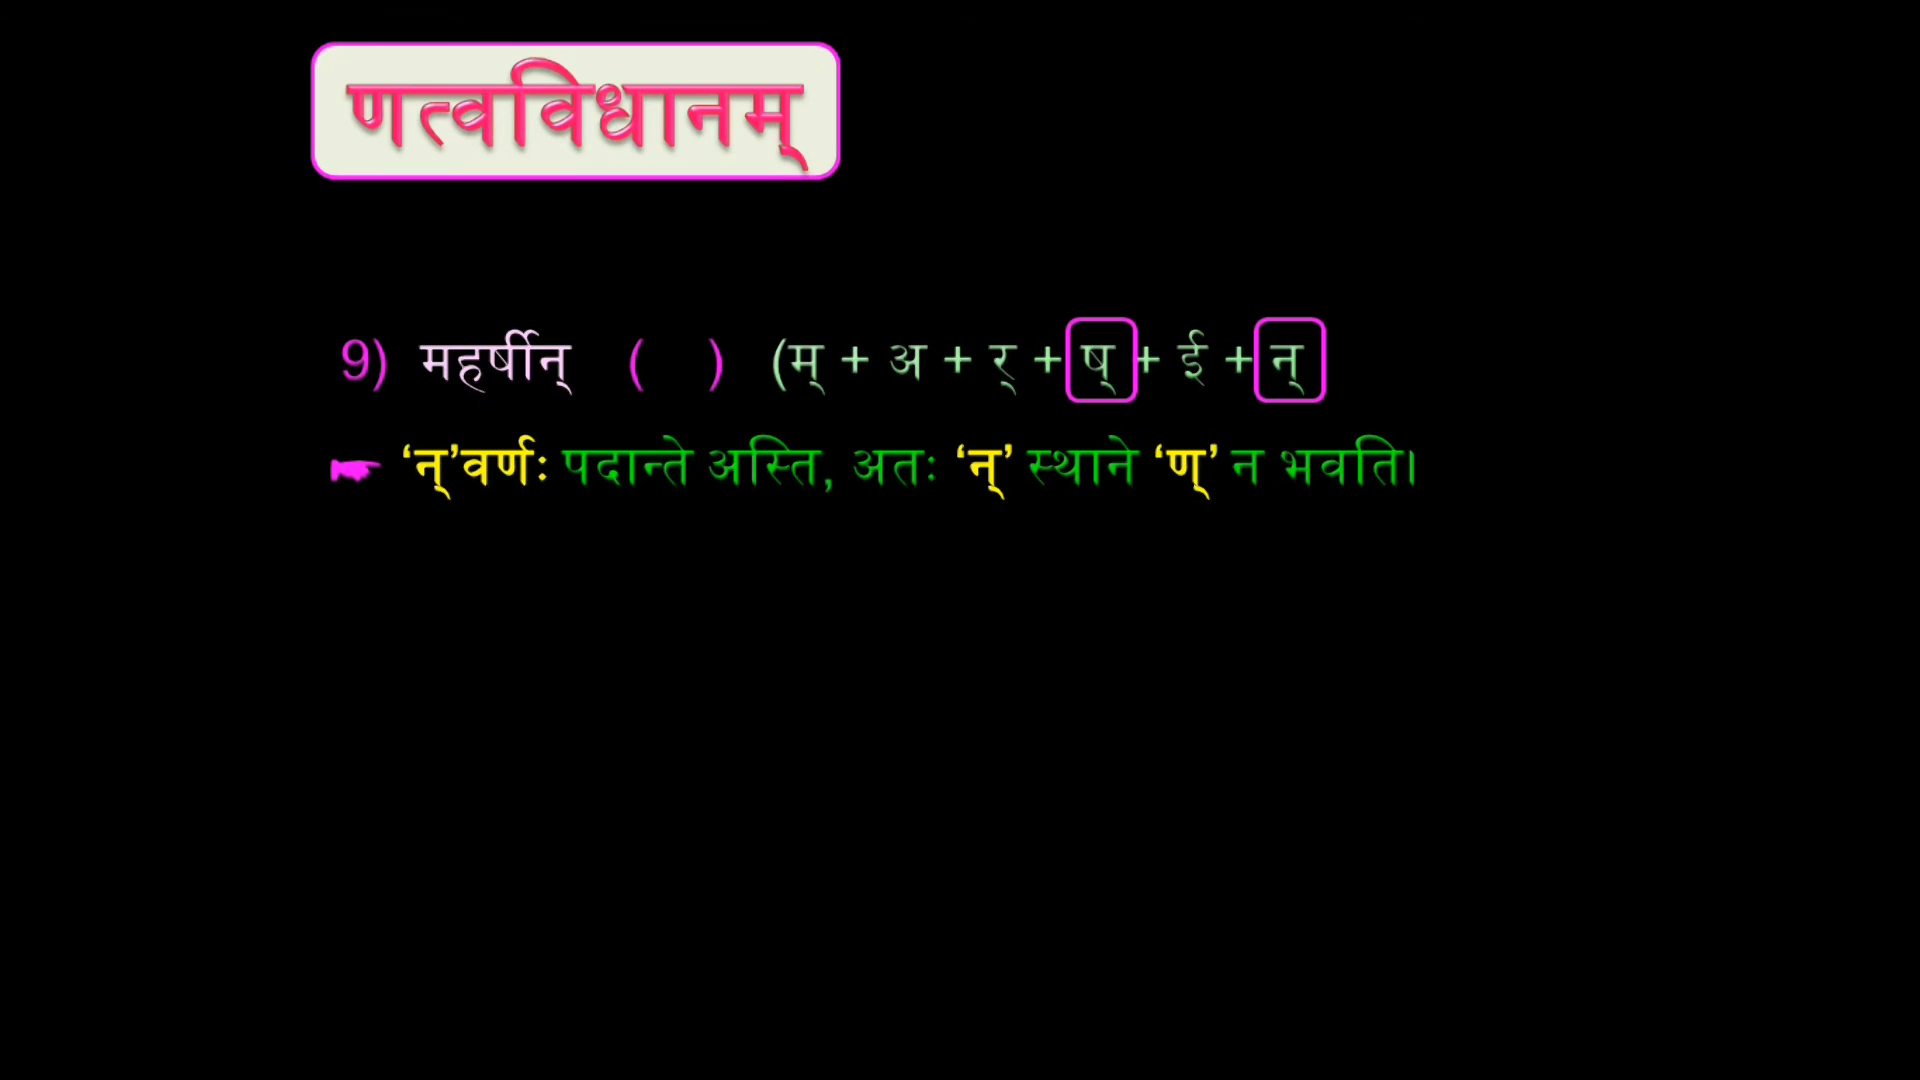 णत्वविधानम्
9) महर्षीन् ( ) (म् + अ + र् + ष् + ई + न्
‘न्’वर्णः पदान्ते अस्ति, अतः ‘न्’ स्थाने ‘ण्’ न भवति।